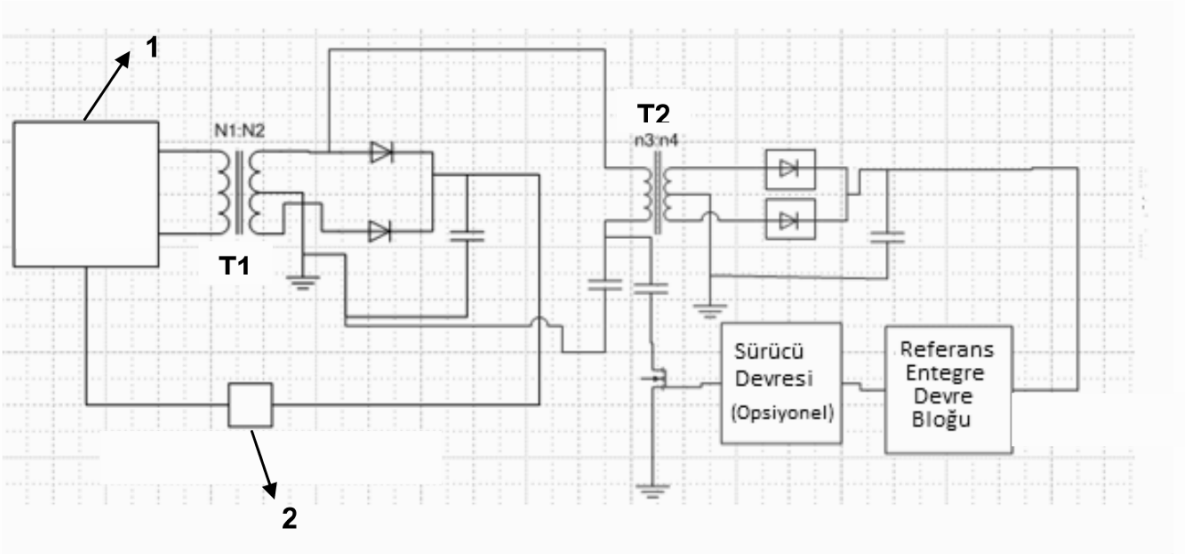 1
N1:N2
T1
T2
n3:n4
Sürücü
Devresi
(Opsiyonel)
Referans
Entegre
Devre
Bloğu
2